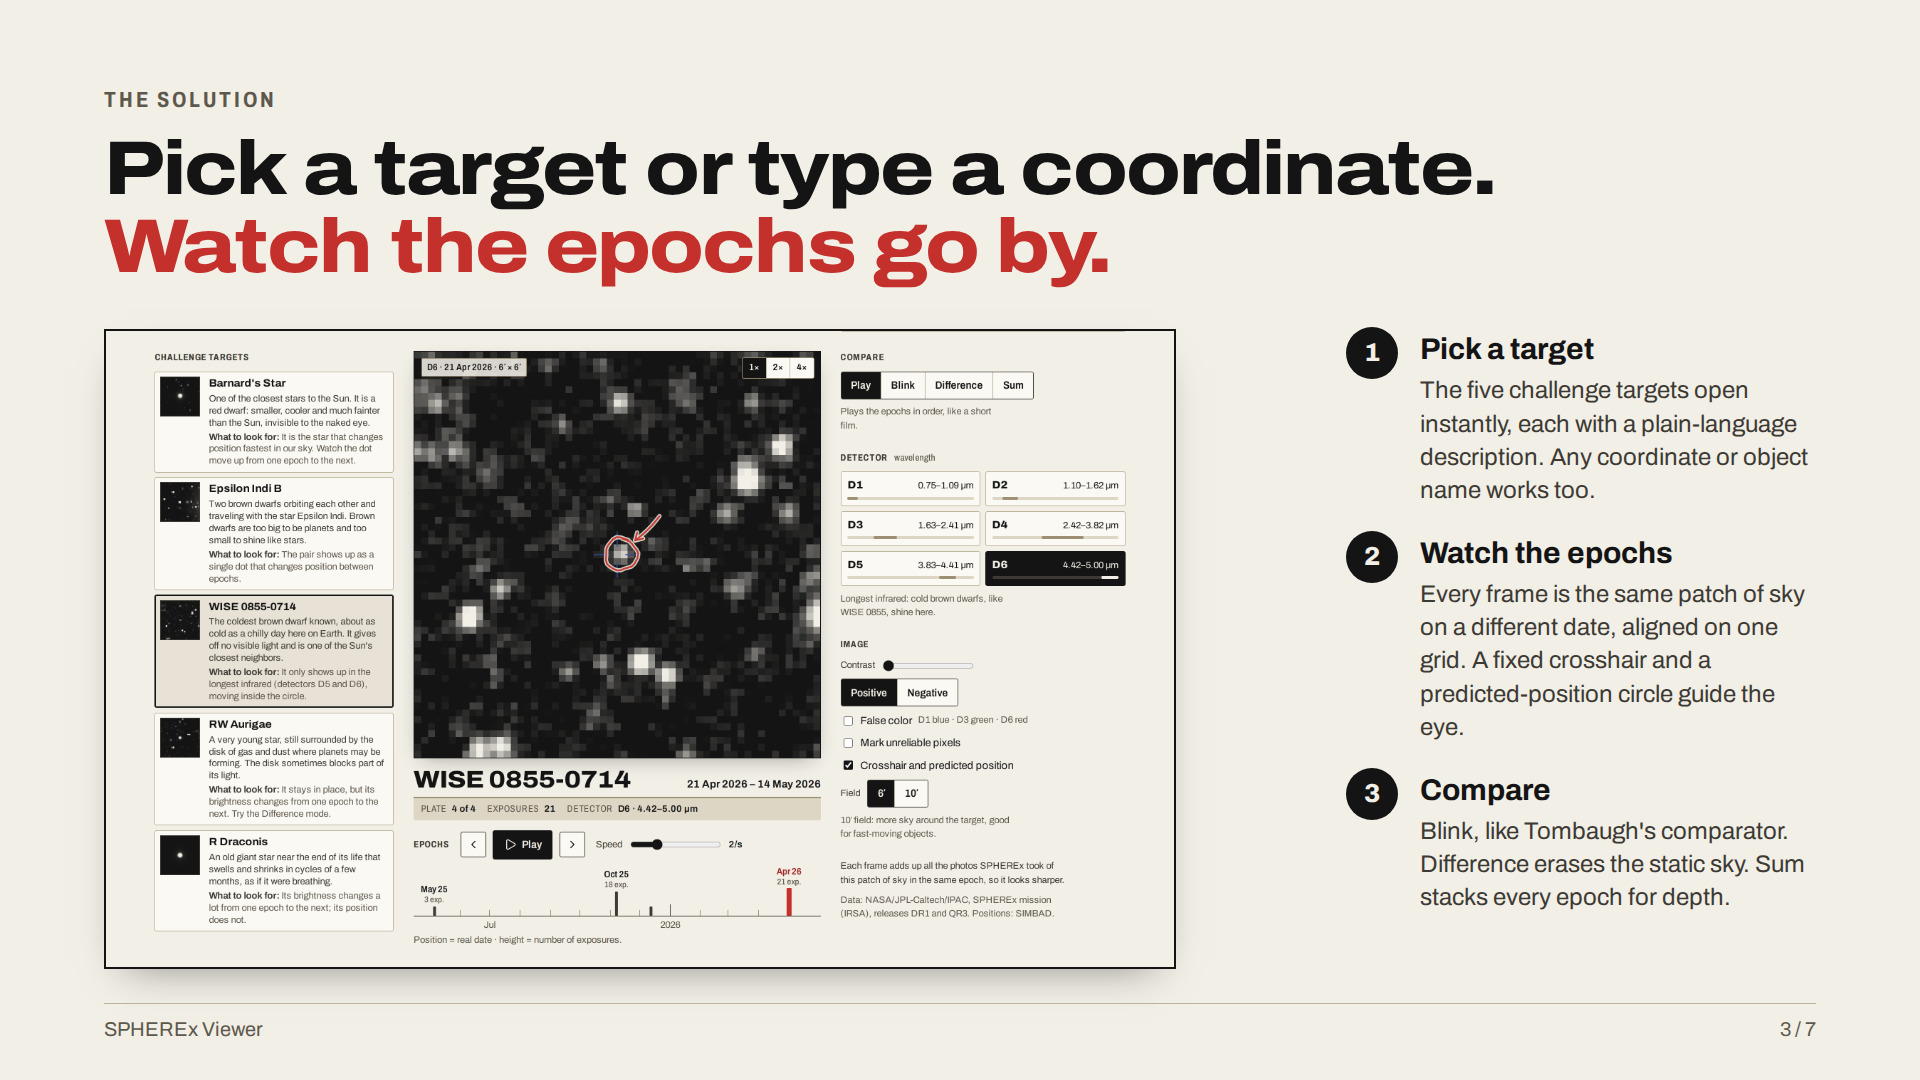 THE SOLUTION
Pick a target or type a coordinate.
Watch the epochs go by.
CHALLENGE TARGETS
Barnard's Star
One of the closest stars to the Sun. It is a
red dwarf: smaller, cooler and much fainter
than the Sun, invisible to the naked eye.
What to look for: It is the star that changes
position fastest in our sky. Watch the dot
move up from one epoch to the next.
Epsilon Indi B
Two brown dwarfs orbiting each other and
traveling with the star Epsilon Indi. Brown
dwarfs are too big to be planets and too
small to shine like stars.
What to look for: The pair shows up as a
single dot that changes position between
epochs.
WISE 0855-0714
The coldest brown dwarf known, about as
cold as a chilly day here on Earth. It gives
off no visible light and is one of the Sun's
closest neighbors.
What to look for: It only shows up in the
longest infrared (detectors D5 and D6),
moving inside the circle.
RW Aurigae
A very young star, still surrounded by the
disk of gas and dust where planets may be
forming. The disk sometimes blocks part of
its light.
What to look for: It stays in place, but its
brightness changes from one epoch to the
next. Try the Difference mode.
R Draconis
An old giant star near the end of its life that
swells and shrinks in cycles of a few
months, as if it were breathing.
What to look for: Its brightness changes a
lot from one epoch to the next; its position
does not.
D6 · 21 Apr 2026 · 6′ × 6′
1× 2× 4×
WISE 0855-0714
21 Apr 2026 – 14 May 2026
PLATE 4 of 4 EXPOSURES 21 DETECTOR D6 · 4.42–5.00 µm
EPOCHS ‹ Play › Speed 2/s
May 25
3 exp.
Oct 25
18 exp.
Apr 26
21 exp.
Jul 2026
Position = real date · height = number of exposures.
COMPARE
Play Blink Difference Sum
Plays the epochs in order, like a short
film.
DETECTOR wavelength
D1 0.75–1.09 µm
D2 1.10–1.62 µm
D3 1.63–2.41 µm
D4 2.42–3.82 µm
D5 3.83–4.41 µm
D6 4.42–5.00 µm
Longest infrared: cold brown dwarfs, like
WISE 0855, shine here.
IMAGE
Contrast
Positive Negative
False color D1 blue · D3 green · D6 red
Mark unreliable pixels
Crosshair and predicted position
Field 6′ 10′
10′ field: more sky around the target, good
for fast-moving objects.
Each frame adds up all the photos SPHEREx took of
this patch of sky in the same epoch, so it looks sharper.
Data: NASA/JPL-Caltech/IPAC, SPHEREx mission
(IRSA), releases DR1 and QR3. Positions: SIMBAD.
1
Pick a target
The five challenge targets open
instantly, each with a plain-language
description. Any coordinate or object
name works too.
2
Watch the epochs
Every frame is the same patch of sky
on a different date, aligned on one
grid. A fixed crosshair and a
predicted-position circle guide the
eye.
3
Compare
Blink, like Tombaugh's comparator.
Difference erases the static sky. Sum
stacks every epoch for depth.
SPHEREx Viewer
3 / 7